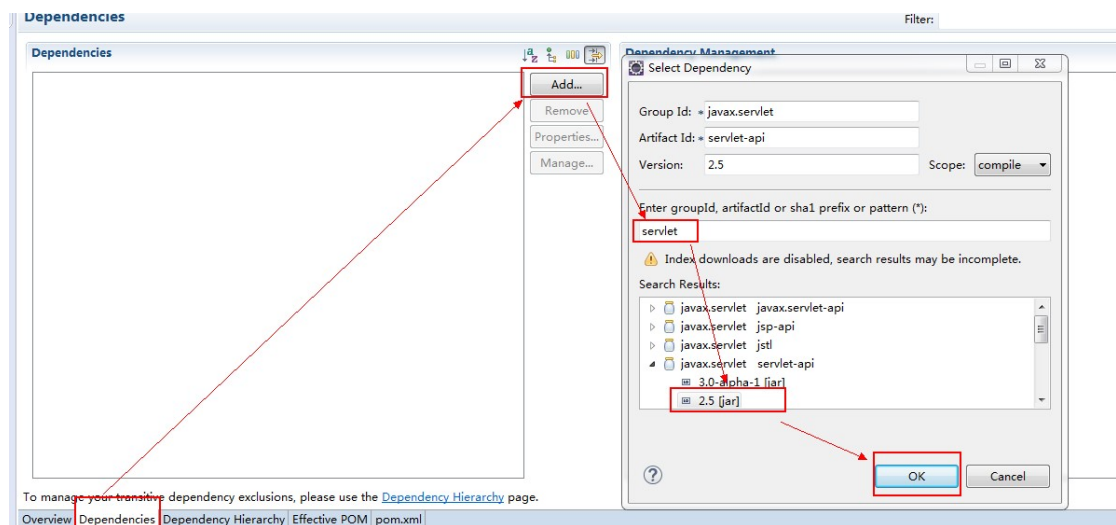 Dependencies
Filter:
Dependencies
Dependency Management
Add...
Remove
Properties...
Manage...
Select Dependency
Group Id: * javax.servlet
Artifact Id: * servlet-api
Version: 2.5 Scope: compile
Enter groupId, artifactId or sha1 prefix or pattern (*):
servlet
Index downloads are disabled, search results may be incomplete.
Search Results:
javax.servlet javax.servlet-api
javax.servlet jsp-api
javax.servlet jstl
javax.servlet servlet-api
3.0-alpha-1 [jar]
2.5 [jar]
OK Cancel
To manage your transitive dependency exclusions, please use the Dependency Hierarchy page.
Overview Dependencies Dependency Hierarchy Effective POM pom.xml